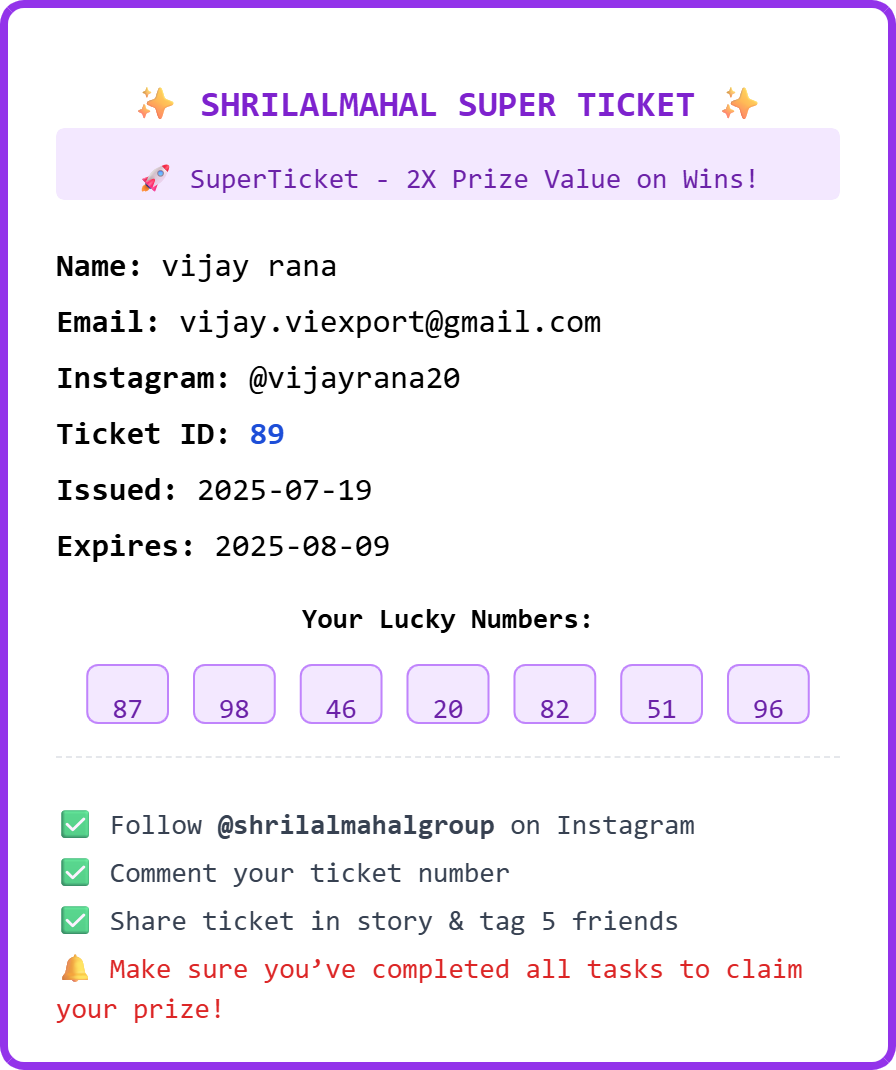 ✨ SHRILALMAHAL SUPER TICKET ✨
🚀 SuperTicket - 2X Prize Value on Wins!
Name: vijay rana
Email: vijay.viexport@gmail.com
Instagram: @vijayrana20
Ticket ID: 89
Issued: 2025-07-19
Expires: 2025-08-09
Your Lucky Numbers:
87 98 46 20 82 51 96
✅ Follow @shrilalmahalgroup on Instagram
✅ Comment your ticket number
✅ Share ticket in story & tag 5 friends
🔔 Make sure you’ve completed all tasks to claim
your prize!